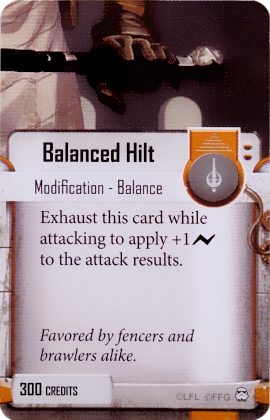 Balanced Hilt
Modification - Balance
Exhaust this card while
attacking to apply +1
to the attack results.
Favored by fencers and
brawlers alike.
300 CREDITS
©LFL ©FFG